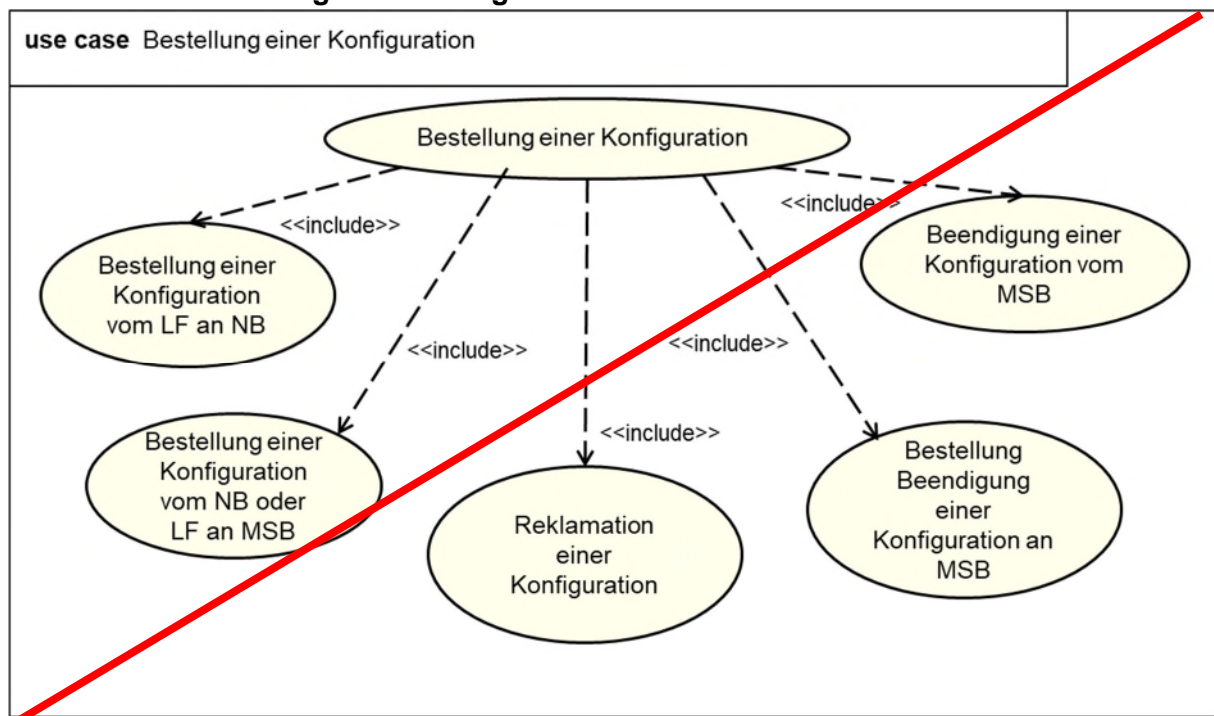 use case Bestellung einer Konfiguration
Bestellung einer Konfiguration
<<include>>
<<include>>
<<include>>
<<include>>
<<include>>
Bestellung einer
Konfiguration
vom LF an NB
Beendigung einer
Konfiguration vom
MSB
Bestellung einer
Konfiguration
vom NB oder
LF an MSB
Reklamation
einer
Konfiguration
Bestellung
Beendigung
einer
Konfiguration an
MSB